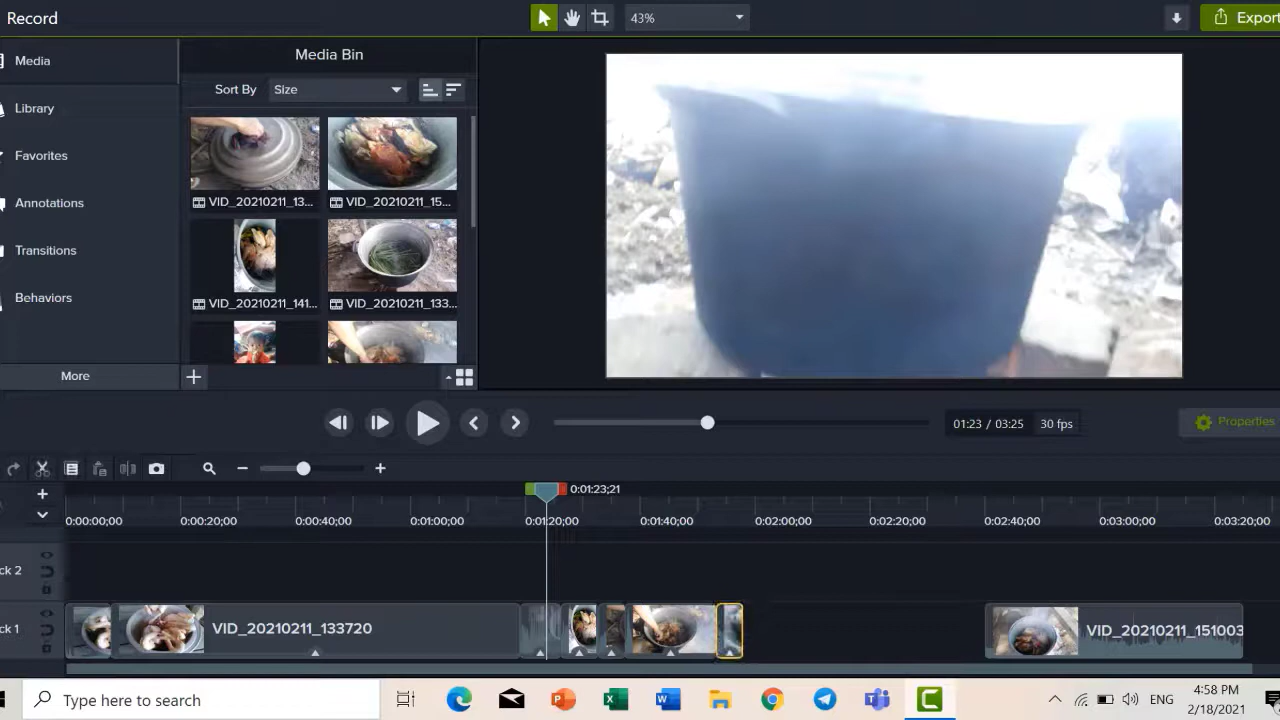 Record
43%
Export
Media
Library
Favorites
Annotations
Transitions
Behaviors
More
Media Bin
Sort By
Size
VID_20210211_13...
VID_20210211_15...
VID_20210211_141...
VID_20210211_133...
01:23 / 03:25
30 fps
Properties
0:01:23;21
0:00:00;00
0:00:20;00
0:00:40;00
0:01:00;00
0:01:20;00
0:01:40;00
0:02:00;00
0:02:20;00
0:02:40;00
0:03:00;00
0:03:20;00
ck 2
ck 1
VID_20210211_133720
VID_20210211_151003
Type here to search
ENG
4:58 PM
2/18/2021